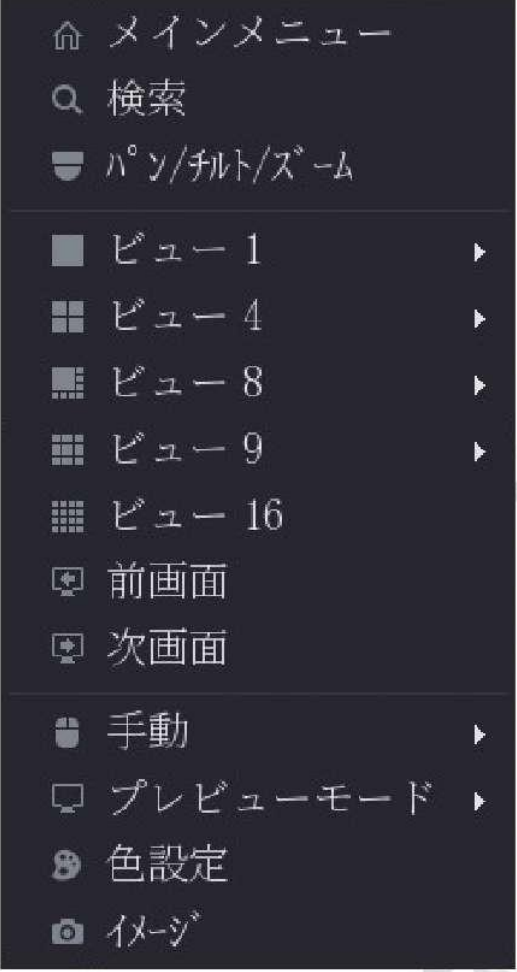 メインメニュー
検索
ﾊﾟﾝ/ﾁﾙﾄ/ｽﾞｰﾑ
ビュー 1
ビュー 4
ビュー 8
ビュー 9
ビュー 16
前画面
次画面
手動
プレビューモード
色設定
ｲﾒｰｼﾞ